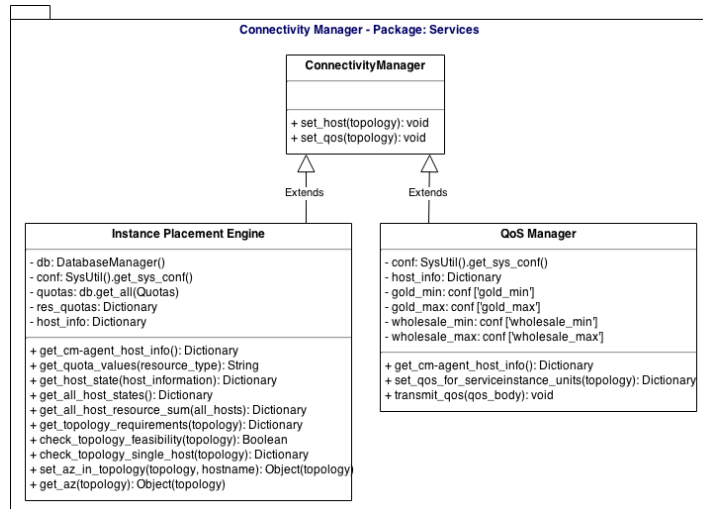 Connectivity Manager - Package: Services
ConnectivityManager
+ set_host(topology): void
+ set_qos(topology): void
Extends
Extends
Instance Placement Engine
- db: DatabaseManager()
- conf: SysUtil().get_sys_conf()
- quotas: db.get_all(Quotas)
- res_quotas: Dictionary
- host_info: Dictionary
+ get_cm-agent_host_info(): Dictionary
+ get_quota_values(resource_type): String
+ get_host_state(host_information): Dictionary
+ get_all_host_states(): Dictionary
+ get_all_host_resource_sum(all_hosts): Dictionary
+ get_topology_requirements(topology): Dictionary
+ check_topology_feasibility(topology): Boolean
+ check_topology_single_host(topology): Dictionary
+ set_az_in_topology(topology, hostname): Object(topology)
+ get_az(topology): Object(topology)
QoS Manager
- conf: SysUtil().get_sys_conf()
- host_info: Dictionary
- gold_min: conf ['gold_min']
- gold_max: conf ['gold_max']
- wholesale_min: conf ['wholesale_min']
- wholesale_max: conf ['wholesale_max']
+ get_cm-agent_host_info(): Dictionary
+ set_qos_for_serviceinstance_units(topology): Dictionary
+ transmit_qos(qos_body): void